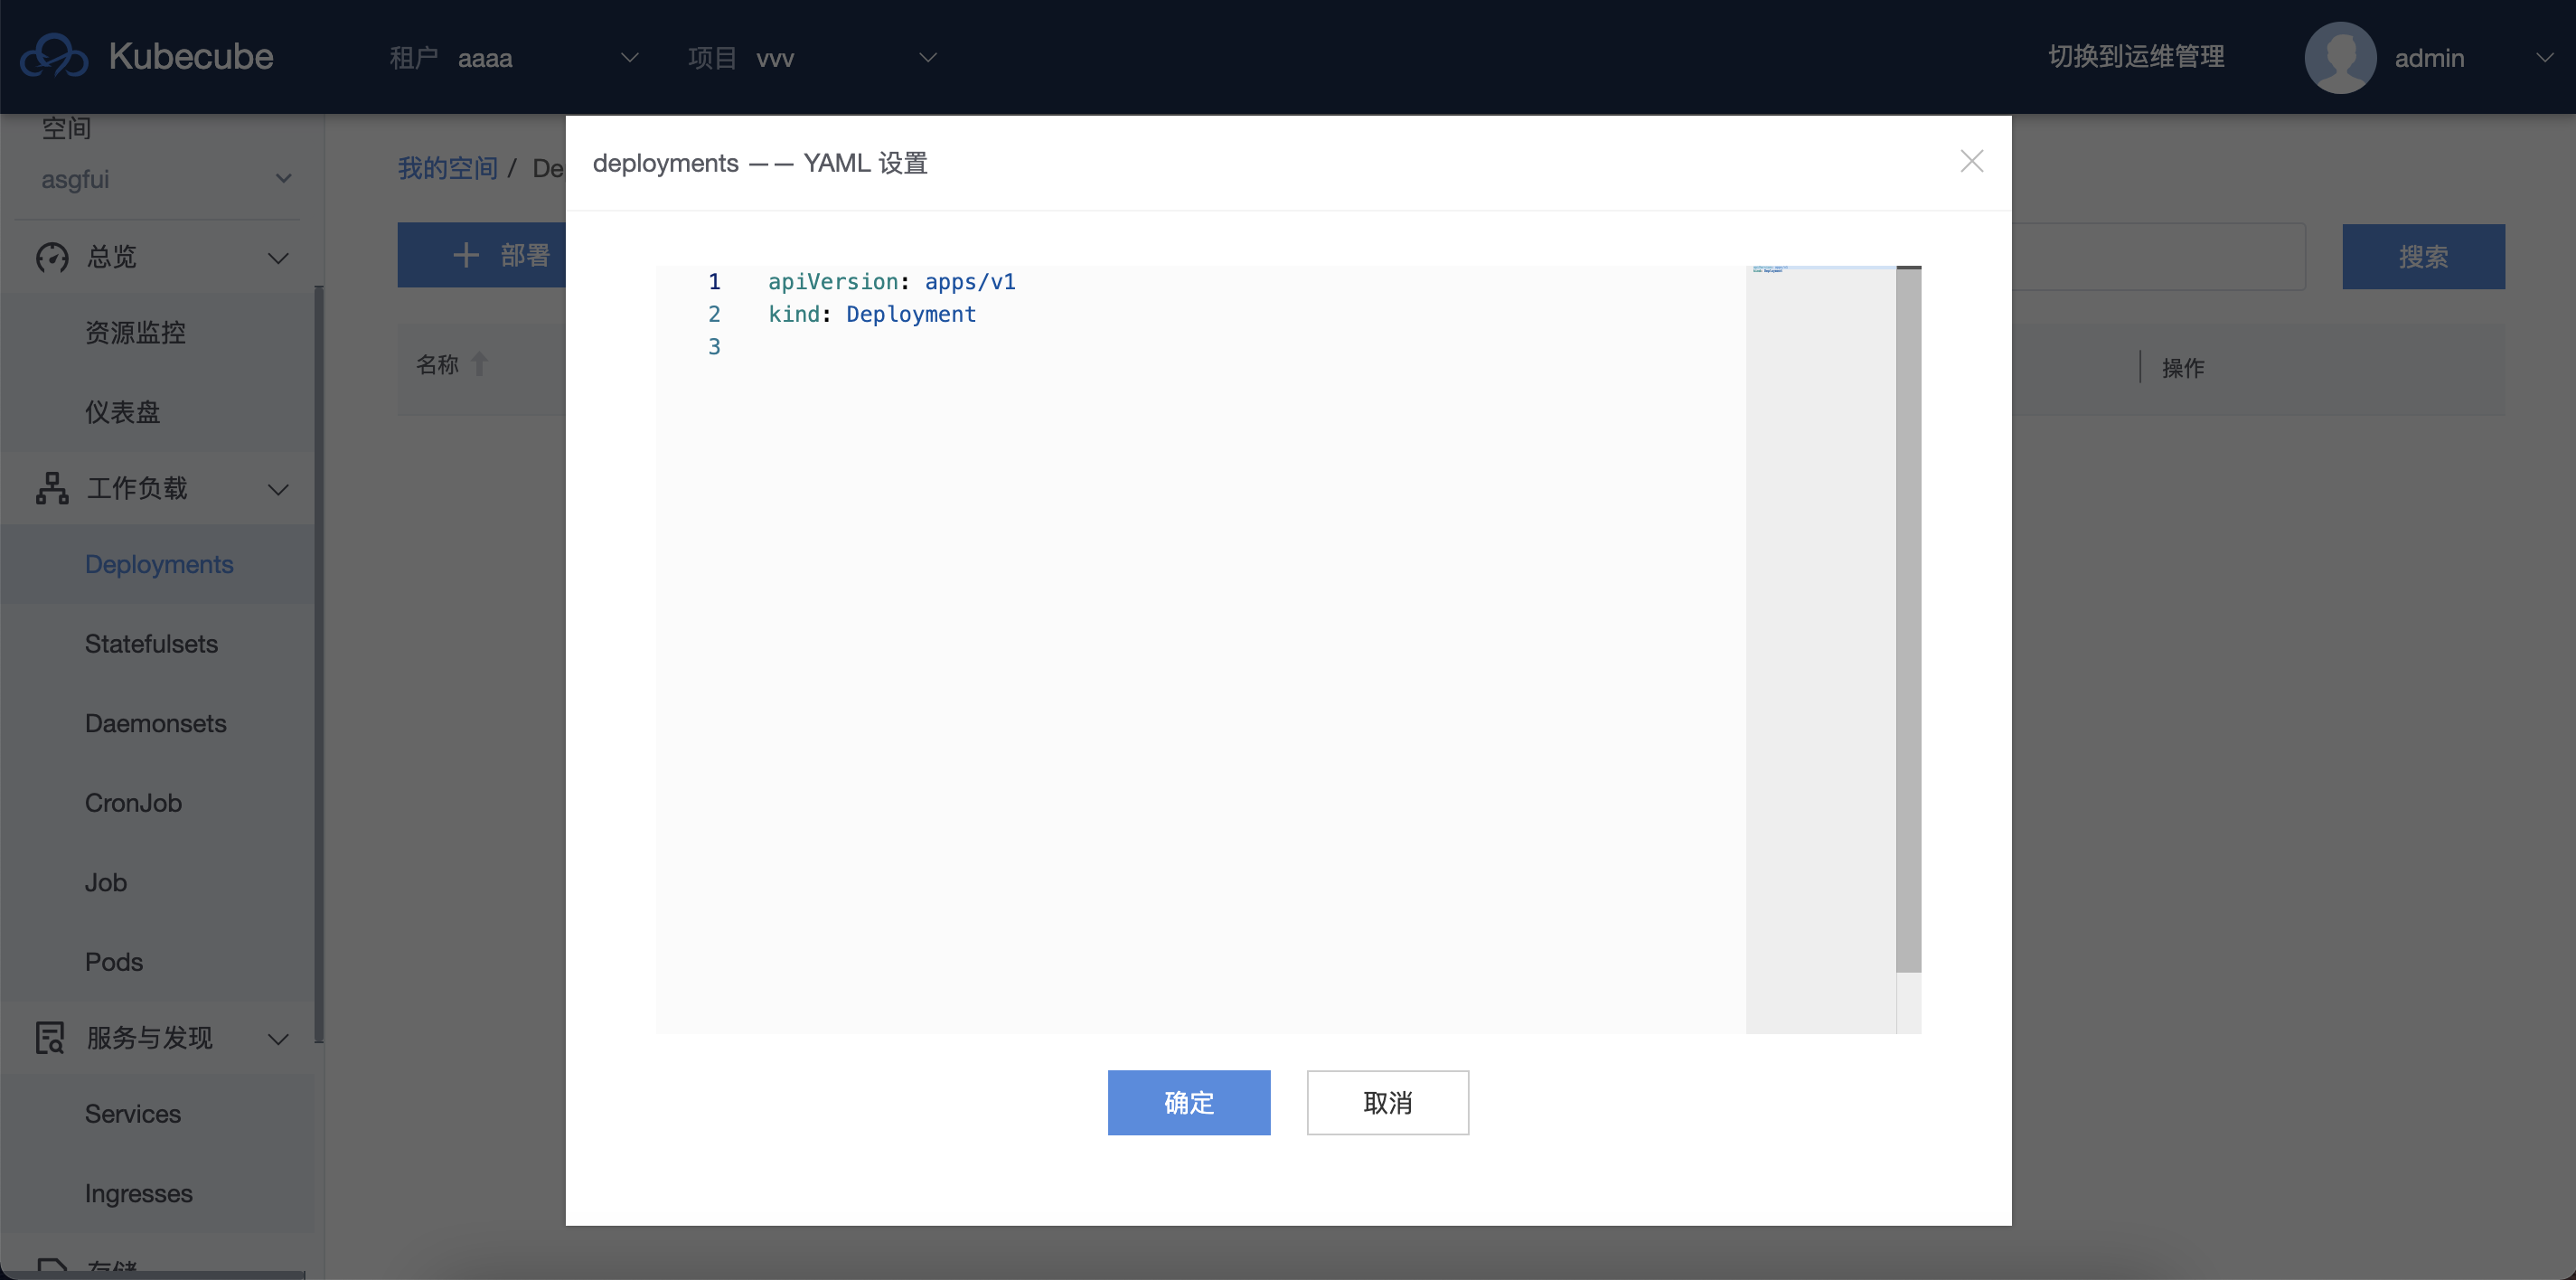 Kubecube
租户 aaaa
项目 vvv
切换到运维管理
admin
空间
asgfui
总览
资源监控
仪表盘
工作负载
Deployments
Statefulsets
Daemonsets
CronJob
Job
Pods
服务与发现
Services
Ingresses
存储
我的空间 / De
部署
搜索
名称
操作
deployments —— YAML 设置
1 apiVersion: apps/v1
2 kind: Deployment
3
确定
取消